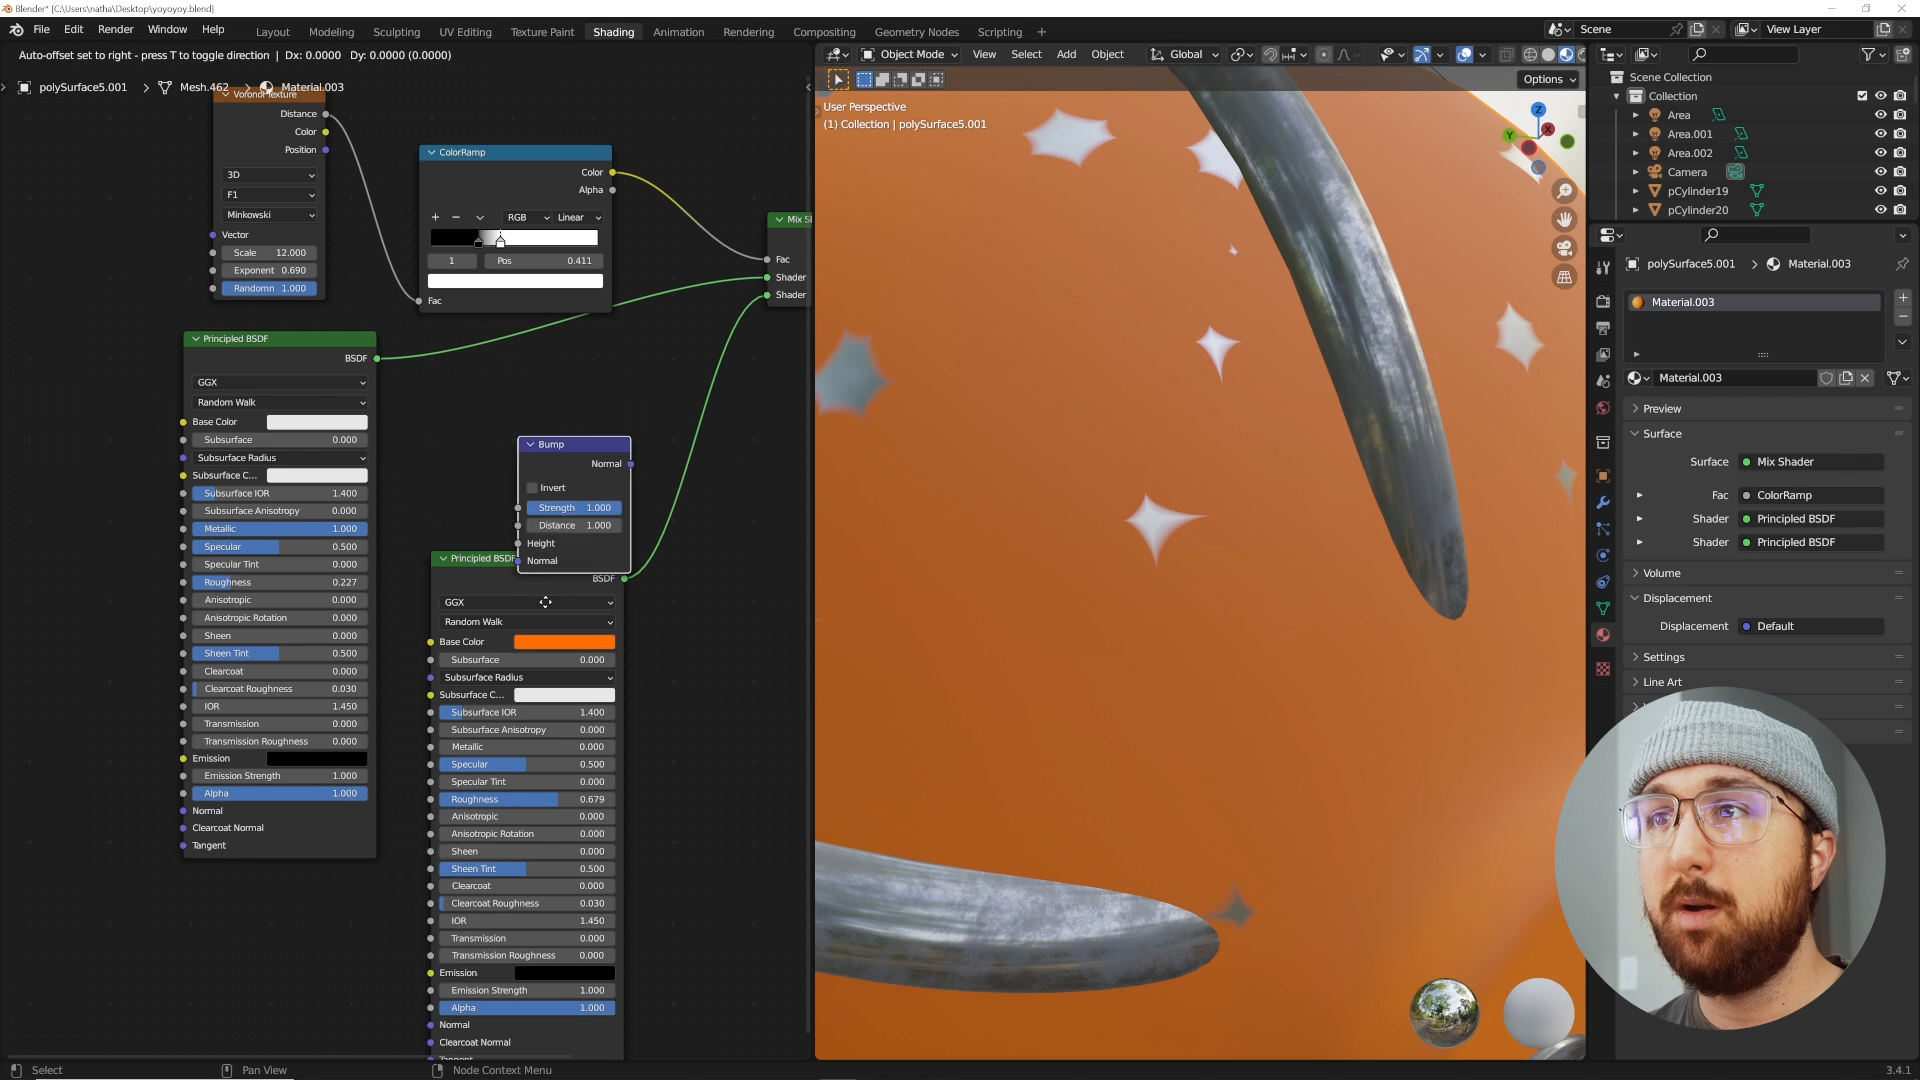 Blender* [C:\Users\natha\Desktop\yoyoyoy.blend]
File Edit Render Window Help
Layout Modeling Sculpting UV Editing Texture Paint Shading Animation Rendering Compositing Geometry Nodes Scripting +
Scene
View Layer
Auto-offset set to right - press T to toggle direction | Dx: 0.0000 Dy: 0.0000 (0.0000)
Object Mode View Select Add Object Global
Options
polySurface5.001 > Mesh.462 > Material.003
Voronoi Texture
Distance
Color
Position
3D
F1
Minkowski
Vector
Scale 12.000
Exponent 0.690
Randomn 1.000
ColorRamp
Color
Alpha
RGB Linear
1 Pos 0.411
Fac
Mix S
Fac
Shader
Shader
Principled BSDF
BSDF
GGX
Random Walk
Base Color
Subsurface 0.000
Subsurface Radius
Subsurface C...
Subsurface IOR 1.400
Subsurface Anisotropy 0.000
Metallic 1.000
Specular 0.500
Specular Tint 0.000
Roughness 0.227
Anisotropic 0.000
Anisotropic Rotation 0.000
Sheen 0.000
Sheen Tint 0.500
Clearcoat 0.000
Clearcoat Roughness 0.030
IOR 1.450
Transmission 0.000
Transmission Roughness 0.000
Emission
Emission Strength 1.000
Alpha 1.000
Normal
Clearcoat Normal
Tangent
Bump
Normal
Invert
Strength 1.000
Distance 1.000
Height
Normal
Principled BSDF
BSDF
GGX
Random Walk
Base Color
Subsurface 0.000
Subsurface Radius
Subsurface C...
Subsurface IOR 1.400
Subsurface Anisotropy 0.000
Metallic 0.000
Specular 0.500
Specular Tint 0.000
Roughness 0.679
Anisotropic 0.000
Anisotropic Rotation 0.000
Sheen 0.000
Sheen Tint 0.500
Clearcoat 0.000
Clearcoat Roughness 0.030
IOR 1.450
Transmission 0.000
Transmission Roughness 0.000
Emission
Emission Strength 1.000
Alpha 1.000
Normal
Clearcoat Normal
Tangent
User Perspective
(1) Collection | polySurface5.001
Z
Y
X
Scene Collection
Collection
Area
Area.001
Area.002
Camera
pCylinder19
pCylinder20
polySurface5.001 > Material.003
Material.003
Material.003
Preview
Surface
Surface Mix Shader
Fac ColorRamp
Shader Principled BSDF
Shader Principled BSDF
Volume
Displacement
Displacement Default
Settings
Line Art
Select Pan View Node Context Menu
3.4.1